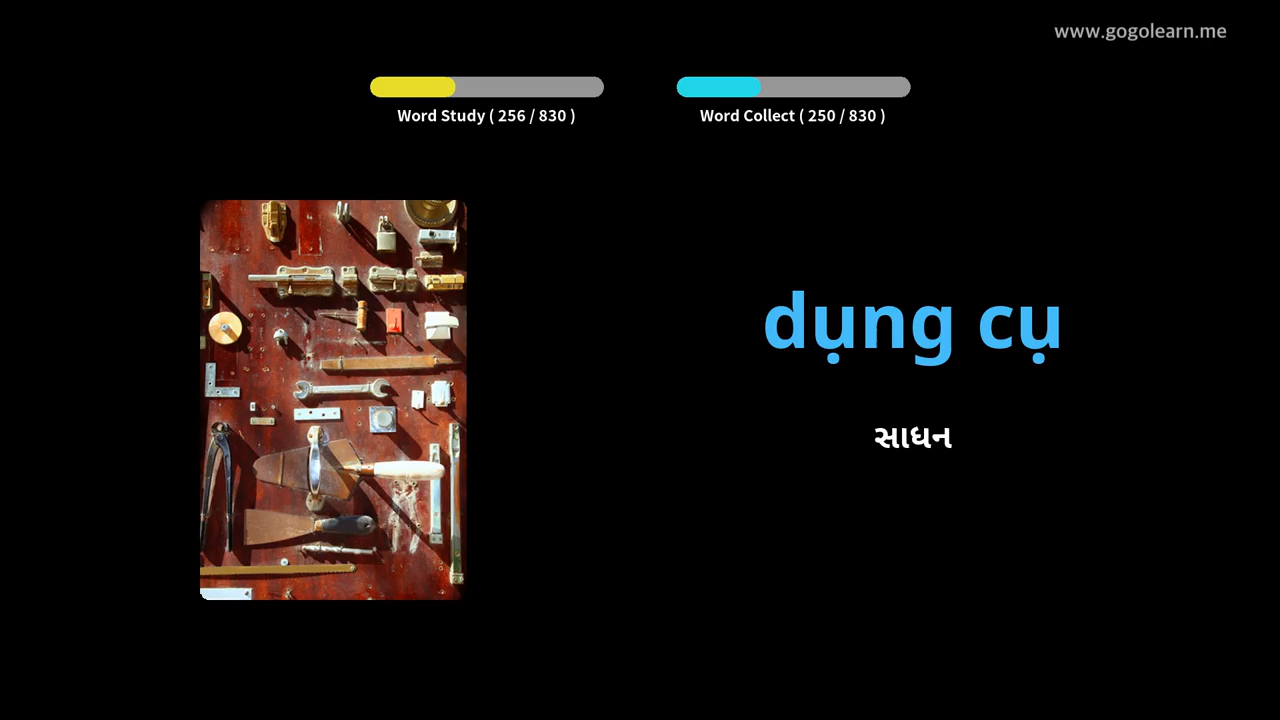 www.gogolearn.me
Word Study ( 256 / 830 )
Word Collect ( 250 / 830 )
dụng cụ
સાધન